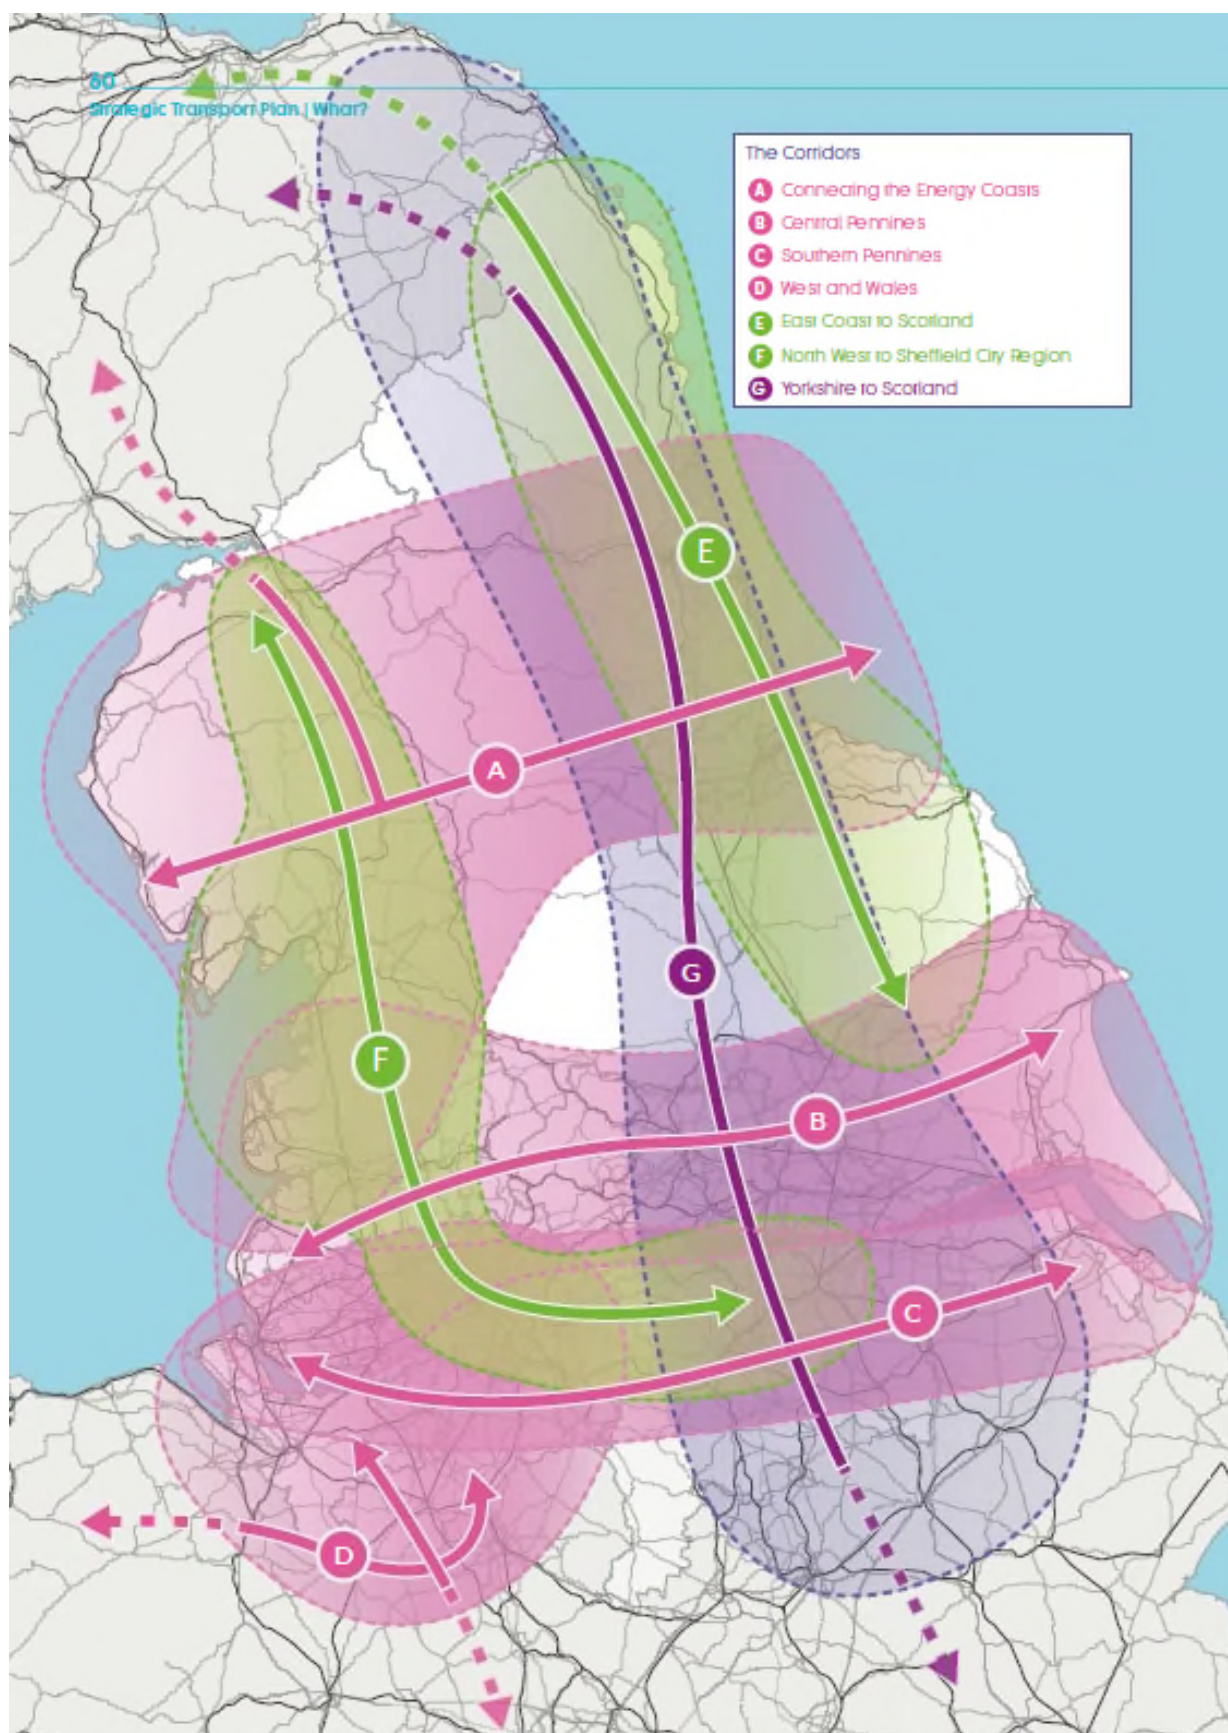 60
Strategic Transport Plan | What?
The Corridors
A Connecting the Energy Coasts
B Central Pennines
C Southern Pennines
D West and Wales
E East Coast to Scotland
F North West to Sheffield City Region
G Yorkshire to Scotland
E
A
G
F
B
C
D